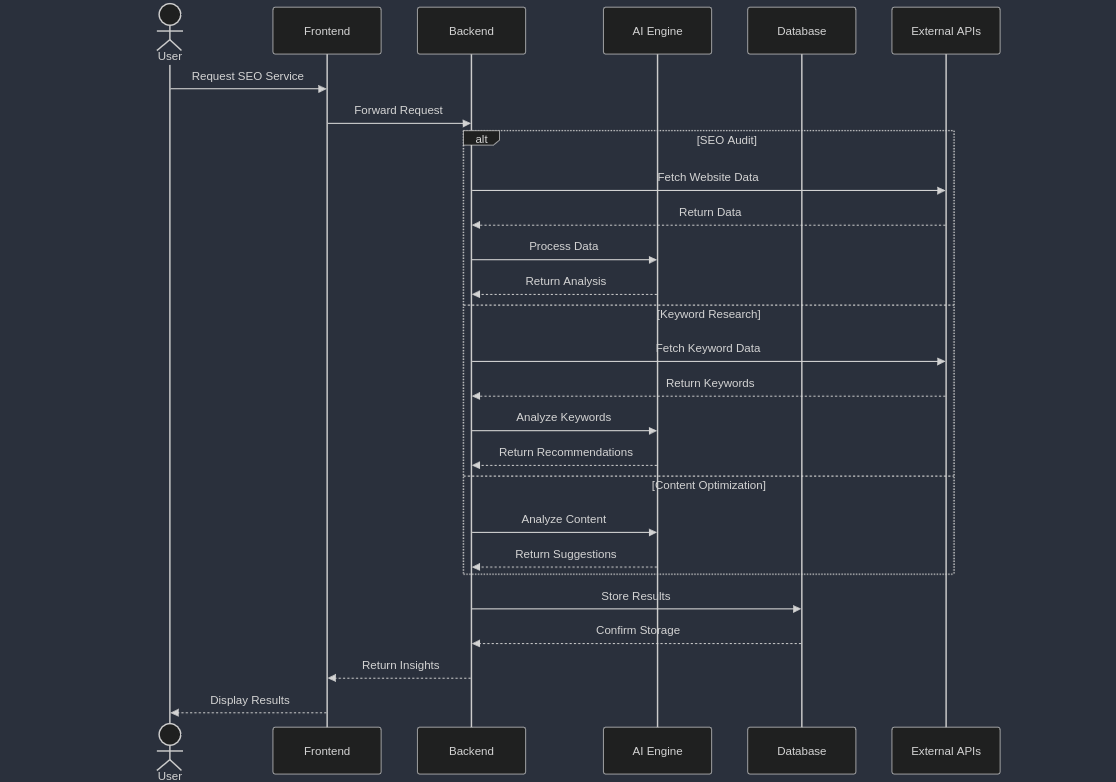 User
Frontend
Backend
AI Engine
Database
External APIs
Request SEO Service
Forward Request
alt
[SEO Audit]
Fetch Website Data
Return Data
Process Data
Return Analysis
[Keyword Research]
Fetch Keyword Data
Return Keywords
Analyze Keywords
Return Recommendations
[Content Optimization]
Analyze Content
Return Suggestions
Store Results
Confirm Storage
Return Insights
Display Results
User
Frontend
Backend
AI Engine
Database
External APIs